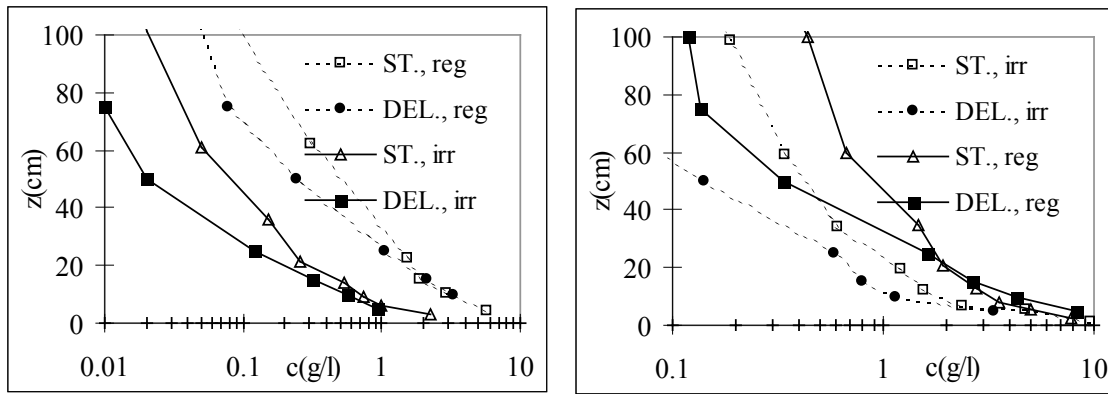 100
80
60
40
20
0
z(cm)
ST., reg
DEL., reg
ST., irr
DEL., irr
0.01
0.1
c(g/l)
1
10
100
80
60
40
20
0
z(cm)
ST., irr
DEL., irr
ST., reg
DEL., reg
0.1
1
c(g/l)
10